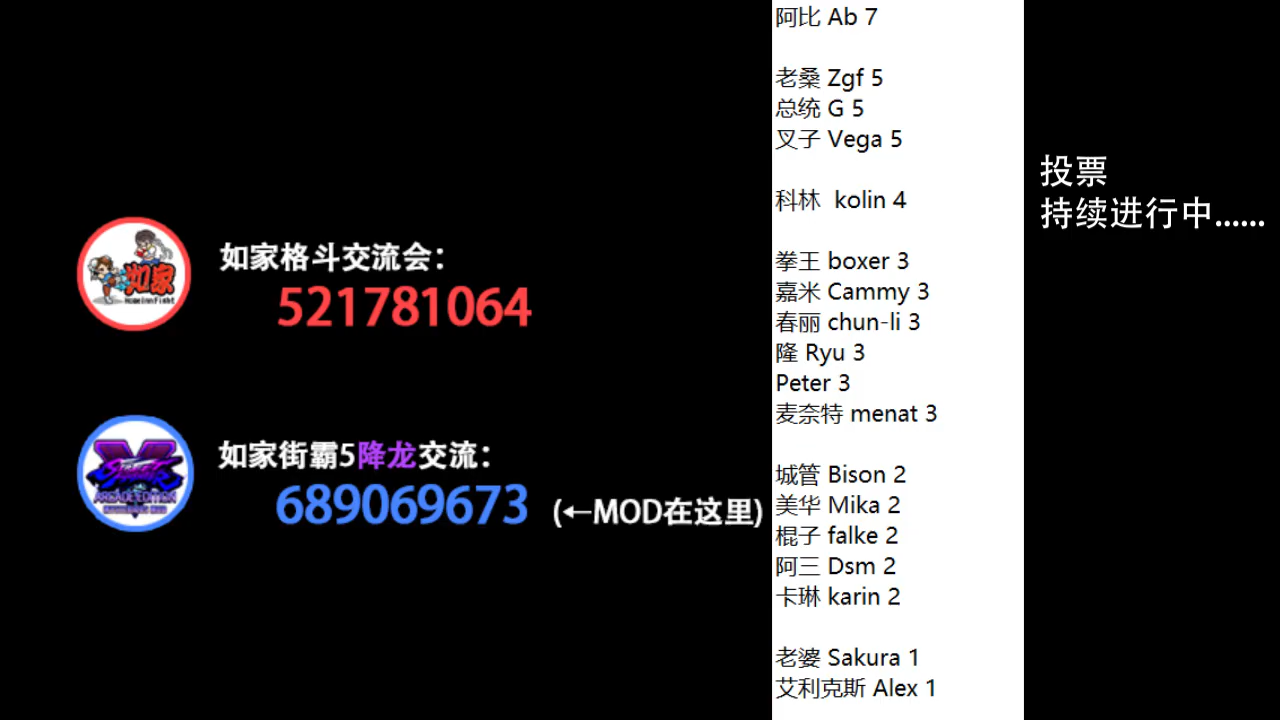 如家格斗交流会：
521781064
如家街霸5降龙交流：
689069673 (←MOD在这里)
如家
阿比 Ab 7
老桑 Zgf 5
总统 G 5
叉子 Vega 5
科林  kolin 4
拳王 boxer 3
嘉米 Cammy 3
春丽 chun-li 3
隆 Ryu 3
Peter 3
麦奈特 menat 3
城管 Bison 2
美华 Mika 2
棍子 falke 2
阿三 Dsm 2
卡琳 karin 2
老婆 Sakura 1
艾利克斯 Alex 1
投票
持续进行中......